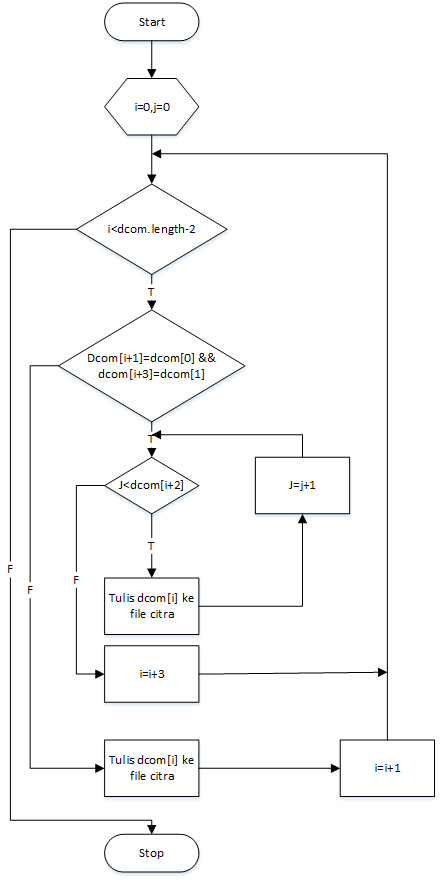 Start
i=0,j=0
i<dcom.length-2
T
Dcom[i+1]=dcom[0] &&
dcom[i+3]=dcom[1]
T
J<dcom[i+2]
J=j+1
T
F
F
F
Tulis dcom[i] ke
file citra
i=i+3
Tulis dcom[i] ke
file citra
i=i+1
Stop